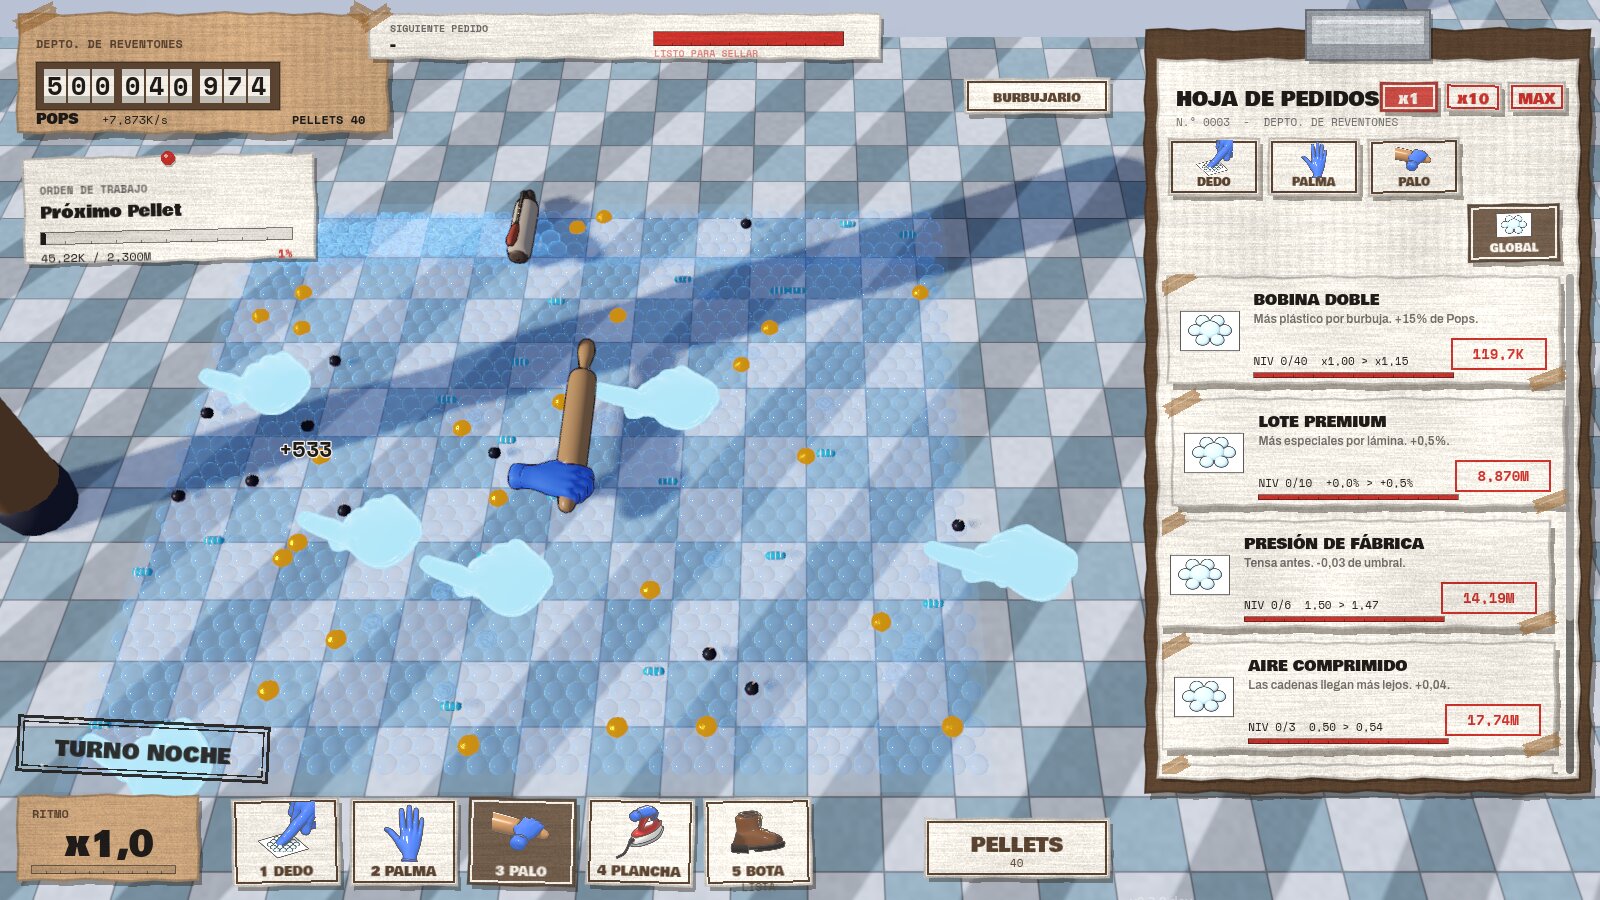 DEPTO. DE REVENTONES
500 040 974
POPS +7,873K/s PELLETS 40
SIGUIENTE PEDIDO
-
LISTO PARA SELLAR
BURBUJARIO
ORDEN DE TRABAJO
Próximo Pellet
45,22K / 2,300M 1%
+533
TURNO NOCHE
RITMO
x1,0
1 DEDO
2 PALMA
3 PALO
4 PLANCHA
5 BOTA
LISTA
PELLETS
40
HOJA DE PEDIDOS x1 x10 MAX
N.° 0003 - DEPTO. DE REVENTONES
DEDO PALMA PALO
GLOBAL
BOBINA DOBLE
Más plástico por burbuja. +15% de Pops.
NIV 0/40 x1,00 > x1,15 119,7K
LOTE PREMIUM
Más especiales por lámina. +0,5%.
NIV 0/10 +0,0% > +0,5% 8,870M
PRESIÓN DE FÁBRICA
Tensa antes. -0,03 de umbral.
NIV 0/6 1,50 > 1,47 14,19M
AIRE COMPRIMIDO
Las cadenas llegan más lejos. +0,04.
NIV 0/3 0,50 > 0,54 17,74M